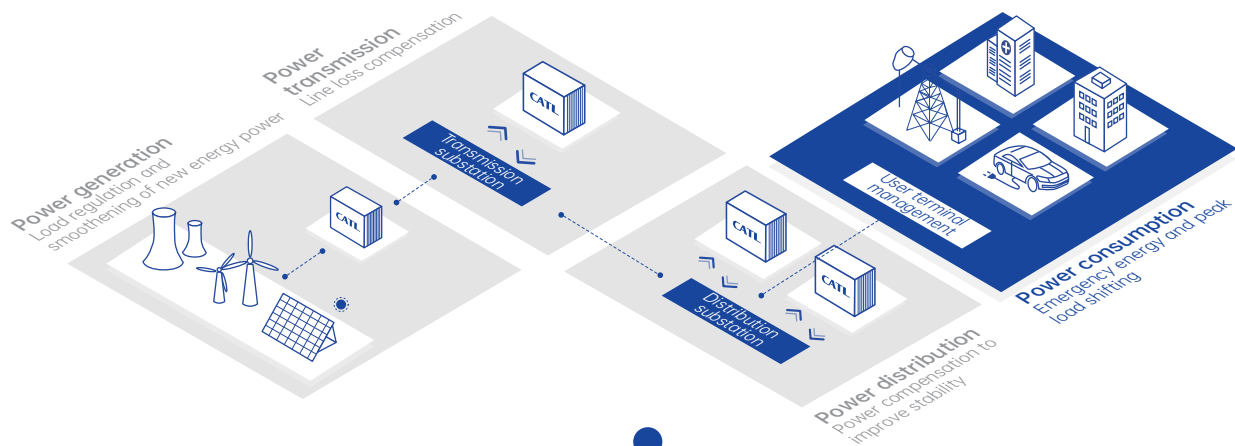 Power generation
Load regulation and
smoothening of new energy power
Power
transmission
Line loss compensation
CATL
CATL
Transmission
substation
CATL
CATL
Distribution
substation
Power distribution
Power compensation to
improve stability
User terminal
management
Power consumption
Emergency energy and peak
load shifting